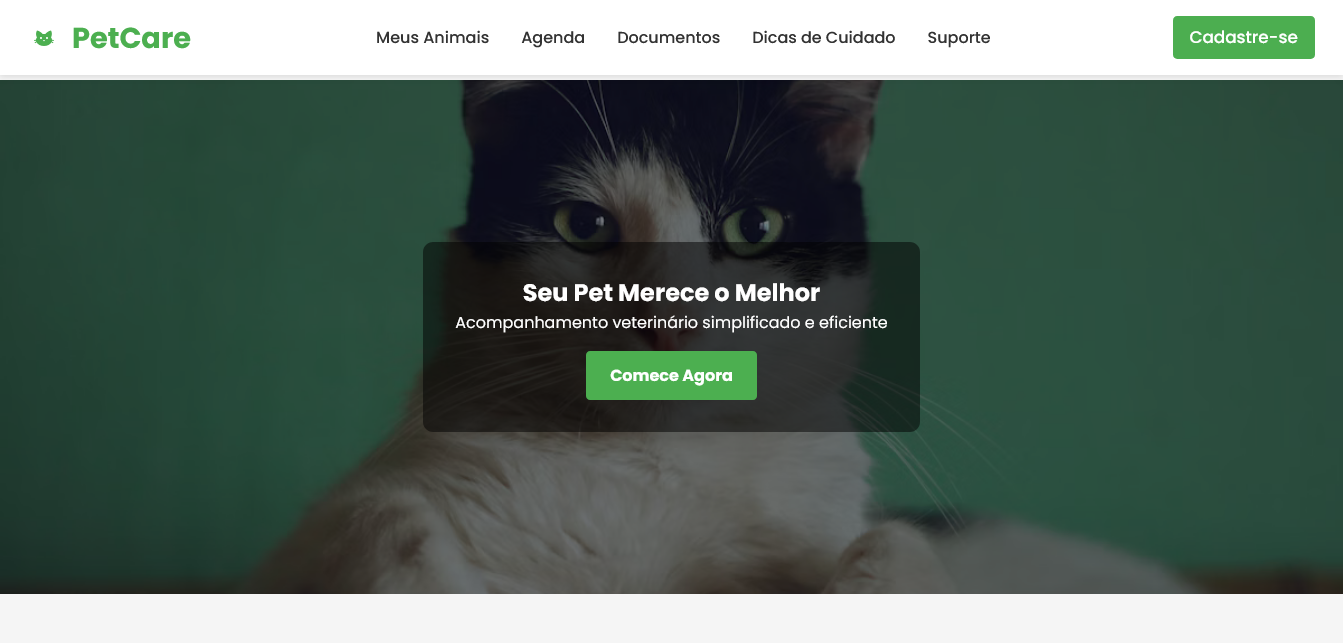 PetCare
Meus Animais
Agenda
Documentos
Dicas de Cuidado
Suporte
Cadastre-se
Seu Pet Merece o Melhor
Acompanhamento veterinário simplificado e eficiente
Comece Agora